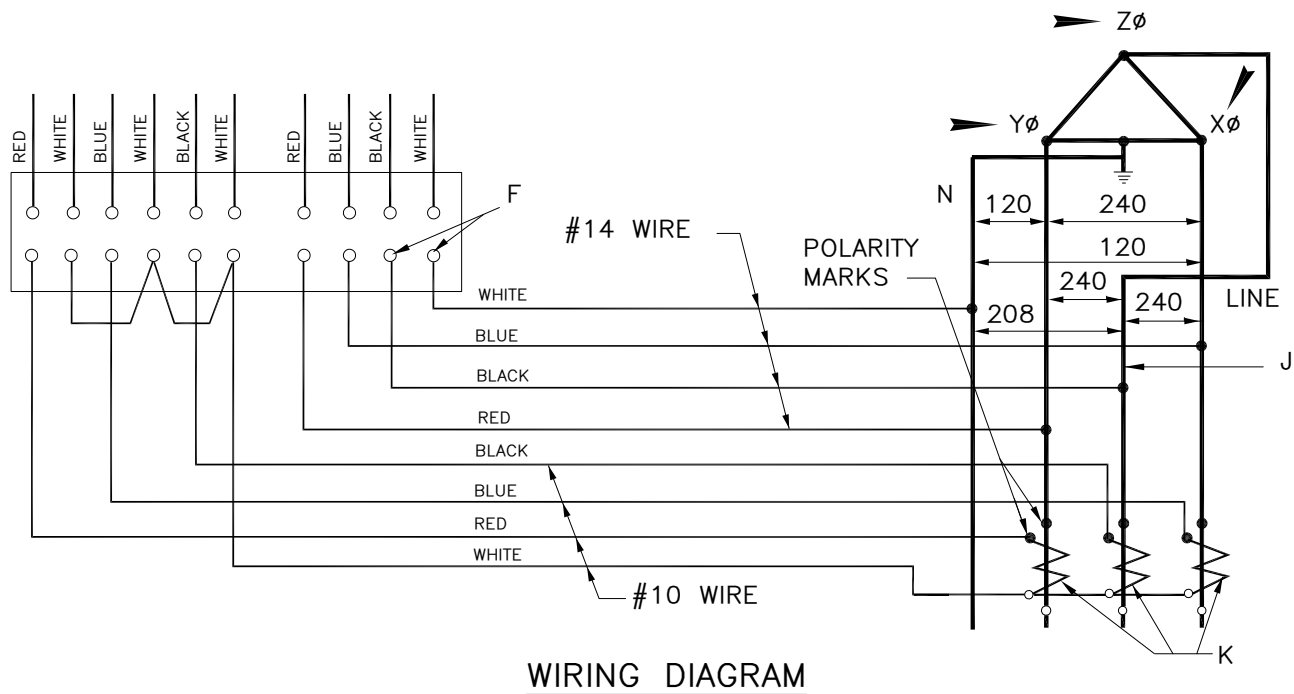 Zø
Yø
Xø
RED
WHITE
BLUE
WHITE
BLACK
WHITE
RED
BLUE
BLACK
WHITE
F
N
120
240
#14 WIRE
POLARITY
MARKS
120
240
LINE
208
240
J
WHITE
BLUE
BLACK
RED
BLACK
BLUE
RED
WHITE
#10 WIRE
K
WIRING DIAGRAM